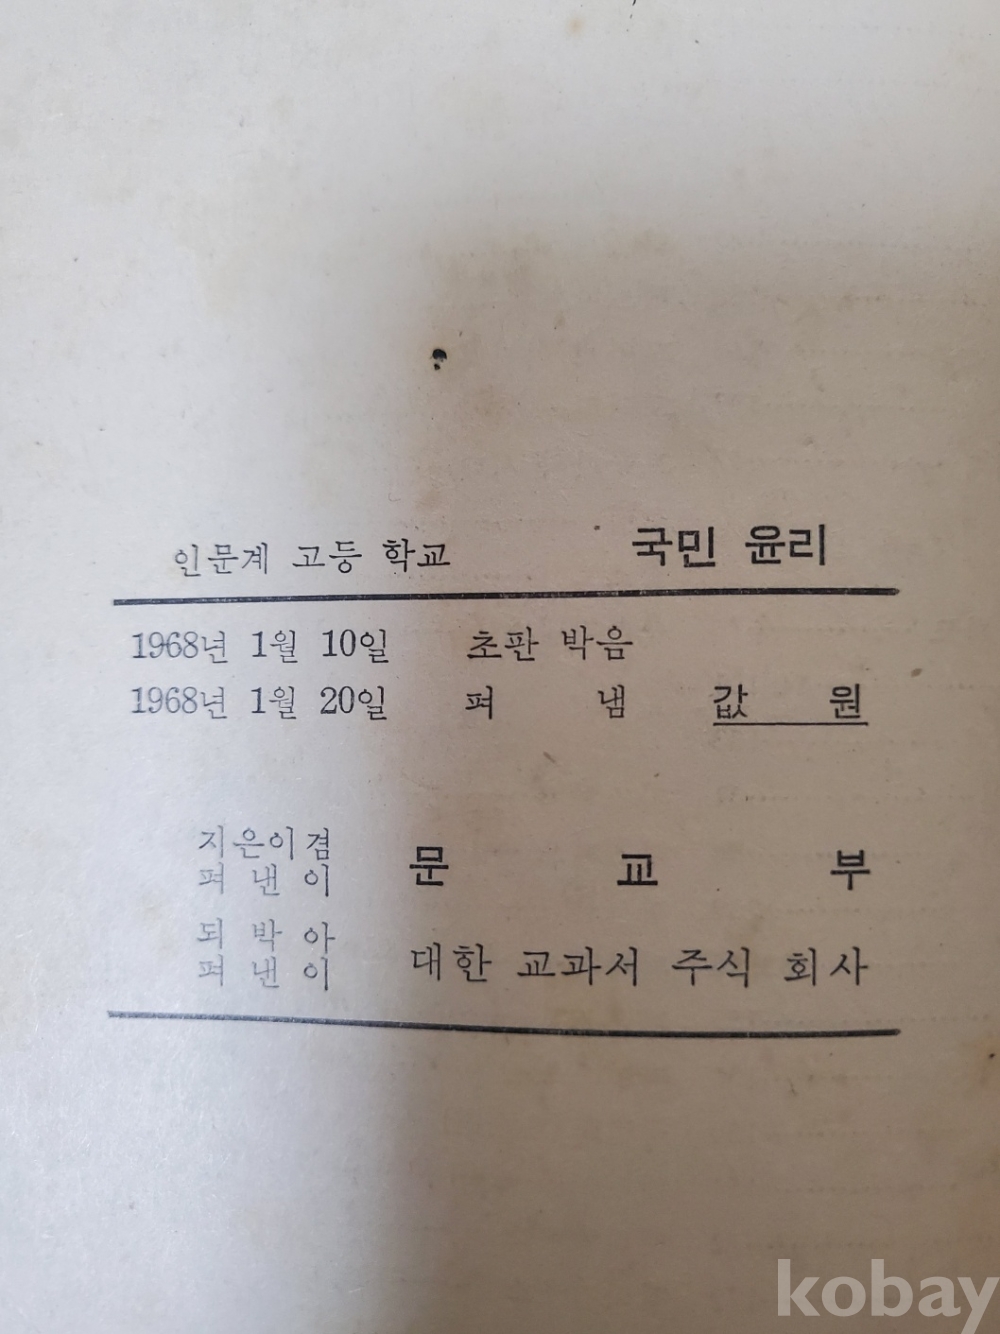 인문계 고등 학교 국민 윤리
1968년 1월 10일 초판 박음
1968년 1월 20일 펴 냄 값 원
지은이겸
펴 낸 이 문 교 부
되 박 아
펴 낸 이 대한 교과서 주식 회사
kobay